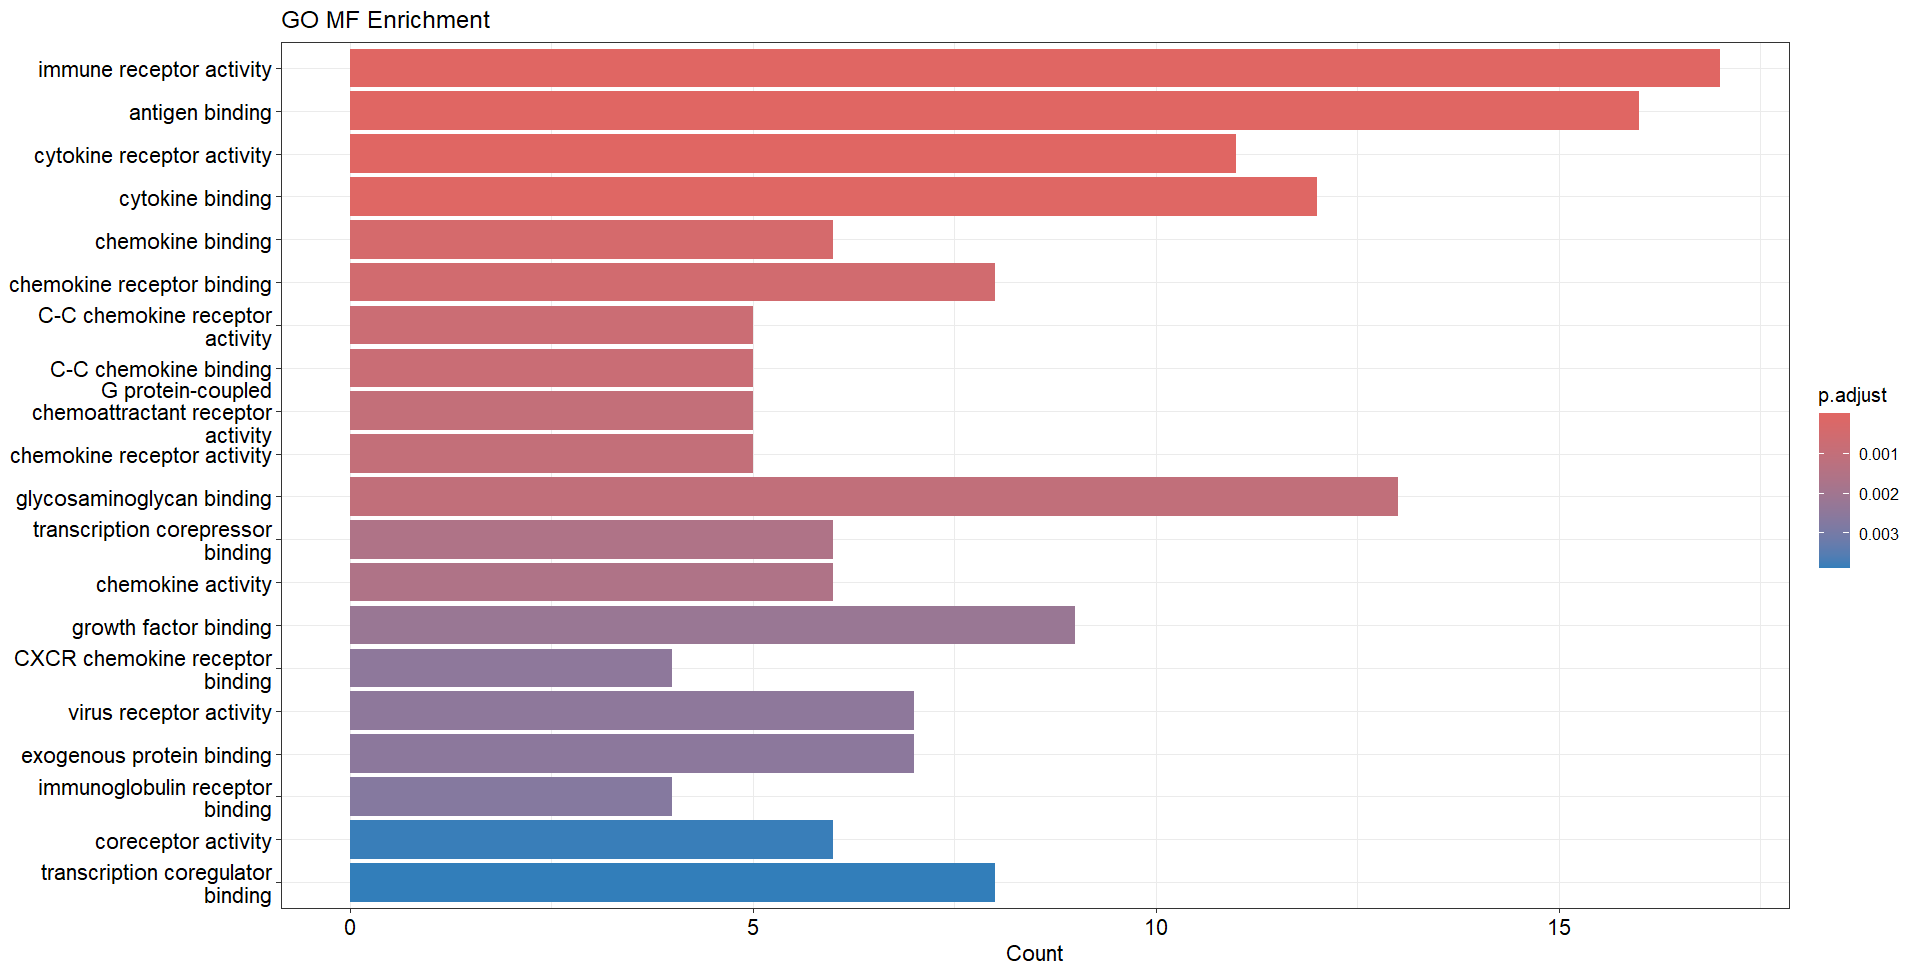 GO MF Enrichment
immune receptor activity
antigen binding
cytokine receptor activity
cytokine binding
chemokine binding
chemokine receptor binding
C-C chemokine receptor
activity
C-C chemokine binding
G protein-coupled
chemoattractant receptor
activity
chemokine receptor activity
glycosaminoglycan binding
transcription corepressor
binding
chemokine activity
growth factor binding
CXCR chemokine receptor
binding
virus receptor activity
exogenous protein binding
immunoglobulin receptor
binding
coreceptor activity
transcription coregulator
binding
0 5 10 15
Count
p.adjust
0.001
0.002
0.003